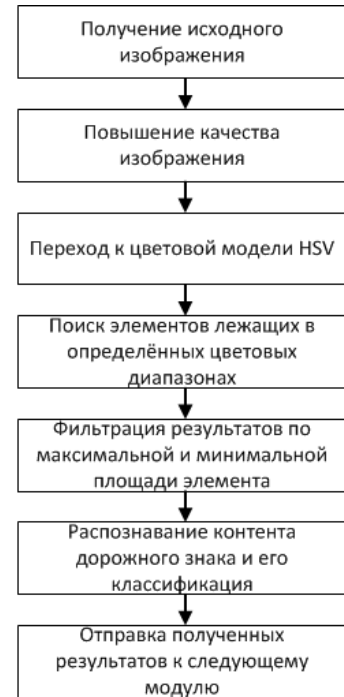 Получение исходного
изображения
Повышение качества
изображения
Переход к цветовой модели HSV
Поиск элементов лежащих в
определённых цветовых
диапазонах
Фильтрация результатов по
максимальной и минимальной
площади элемента
Распознавание контента
дорожного знака и его
классификация
Отправка полученных
результатов к следующему
модулю